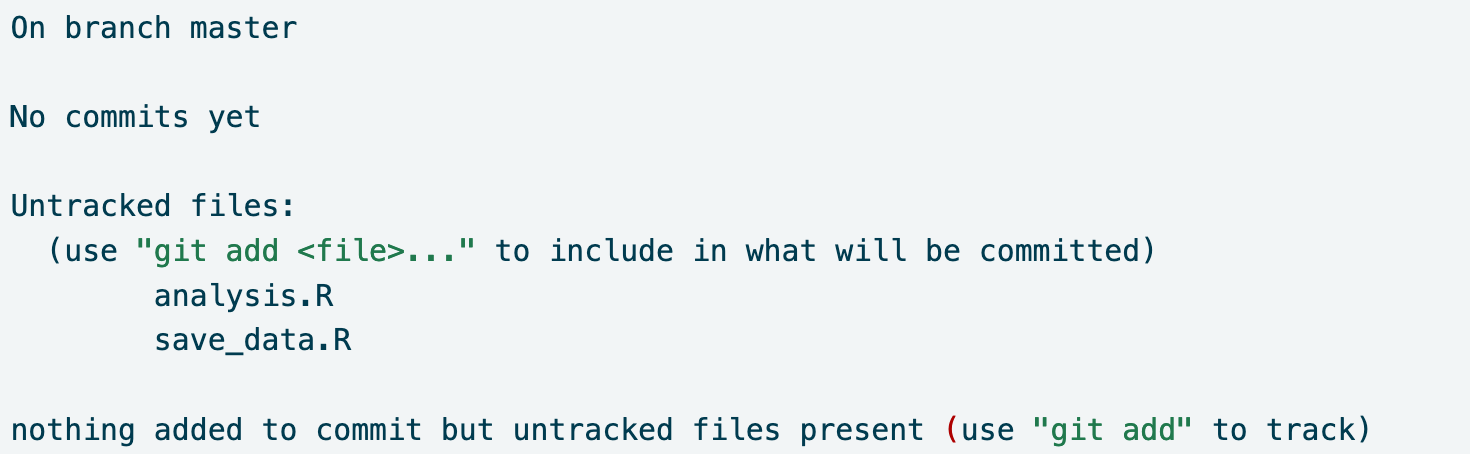 On branch master
No commits yet
Untracked files:
(use "git add <file>..." to include in what will be committed)
analysis.R
save_data.R
nothing added to commit but untracked files present (use "git add" to track)